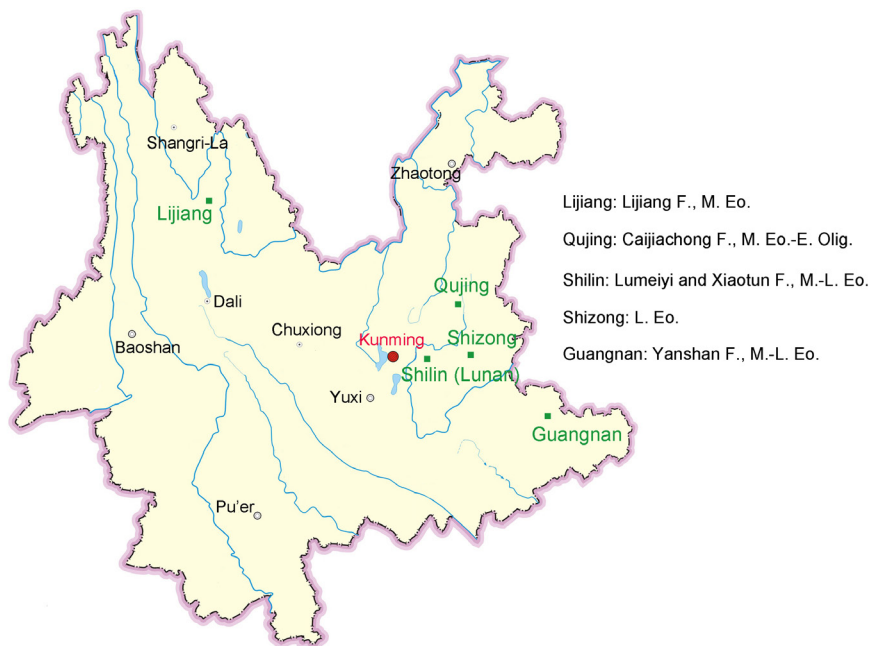 Shangri-La
Zhaotong
Lijiang
Lijiang: Lijiang F., M. Eo.
Qujing: Caijiachong F., M. Eo.-E. Olig.
Shilin: Lumeiyi and Xiaotun F., M.-L. Eo.
Qujing
Dali
Shizong: L. Eo.
Chuxiong
Kunming
Shizong
Baoshan
Guangnan: Yanshan F., M.-L. Eo.
Shilin (Lunan)
Yuxi
Guangnan
Pu'er